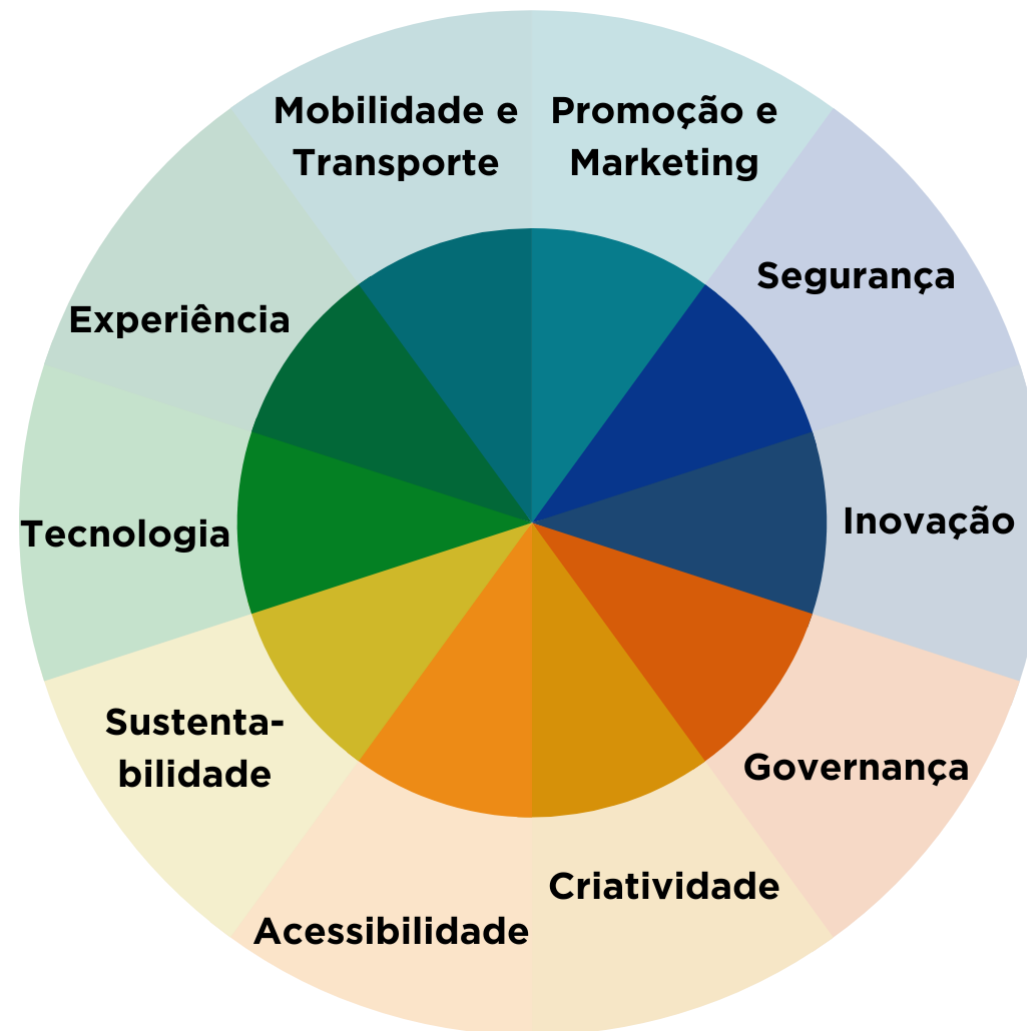 Mobilidade e
Transporte
Promoção e
Marketing
Segurança
Experiência
Inovação
Tecnologia
Sustenta-
bilidade
Governança
Criatividade
Acessibilidade